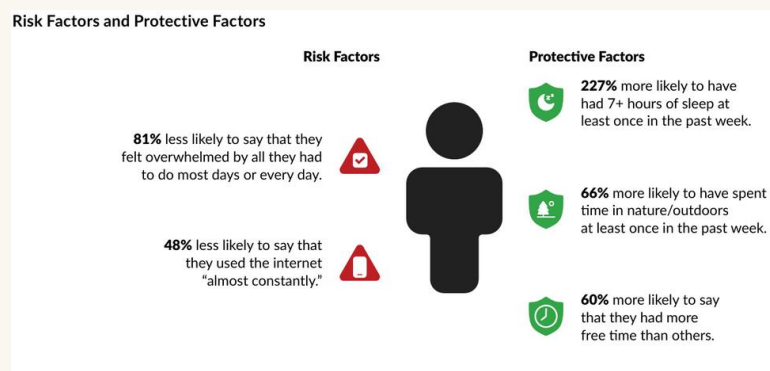 Risk Factors and Protective Factors
Risk Factors
81% less likely to say that they
felt overwhelmed by all they had
to do most days or every day.
48% less likely to say that
they used the internet
“almost constantly.”
Protective Factors
227% more likely to have
had 7+ hours of sleep at
least once in the past week.
66% more likely to have spent
time in nature/outdoors
at least once in the past week.
60% more likely to say
that they had more
free time than others.